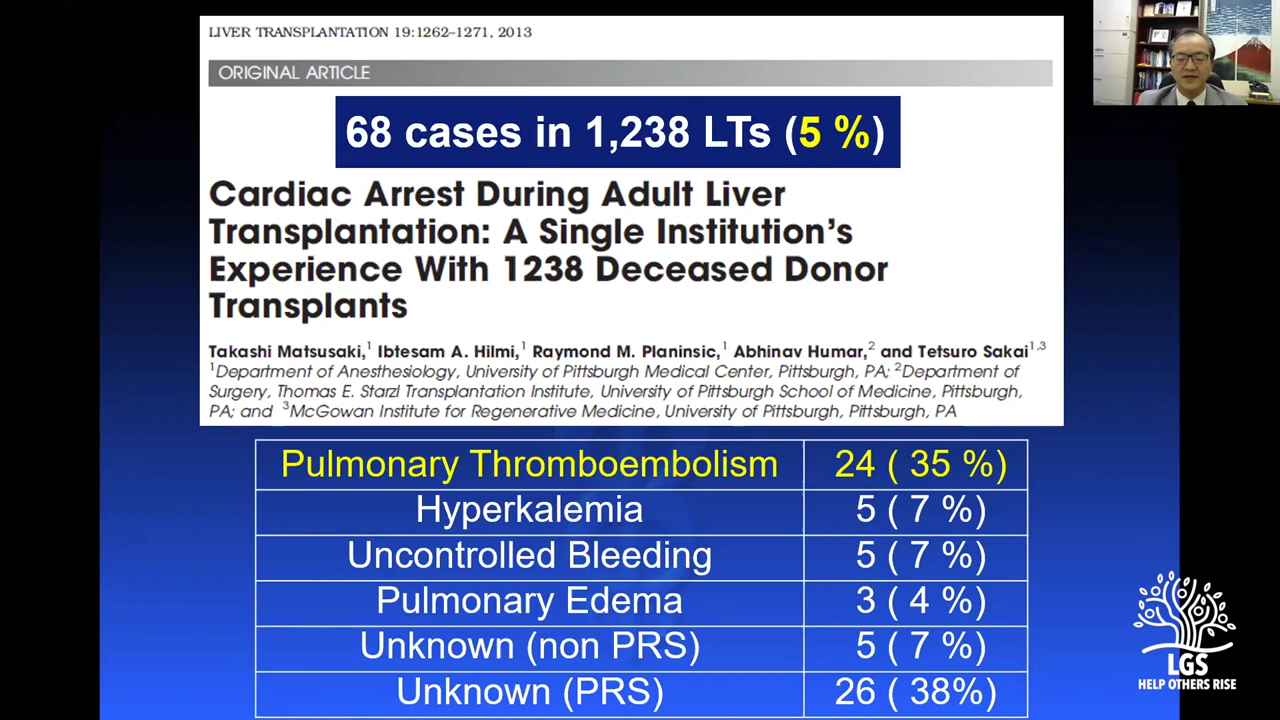 LIVER TRANSPLANTATION 19:1262–1271, 2013
ORIGINAL ARTICLE
68 cases in 1,238 LTs (5 %)
Cardiac Arrest During Adult Liver
Transplantation: A Single Institution's
Experience With 1238 Deceased Donor
Transplants
Takashi Matsusaki,1 Ibtesam A. Hilmi,1 Raymond M. Planinsic,1 Abhinav Humar,2 and Tetsuro Sakai1,3
1Department of Anesthesiology, University of Pittsburgh Medical Center, Pittsburgh, PA; 2Department of
Surgery, Thomas E. Starzl Transplantation Institute, University of Pittsburgh School of Medicine, Pittsburgh,
PA; and 3McGowan Institute for Regenerative Medicine, University of Pittsburgh, Pittsburgh, PA
Pulmonary Thromboembolism 24 ( 35 %)
Hyperkalemia 5 ( 7 %)
Uncontrolled Bleeding 5 ( 7 %)
Pulmonary Edema 3 ( 4 %)
Unknown (non PRS) 5 ( 7 %)
Unknown (PRS) 26 ( 38%)
LGS
HELP OTHERS RISE